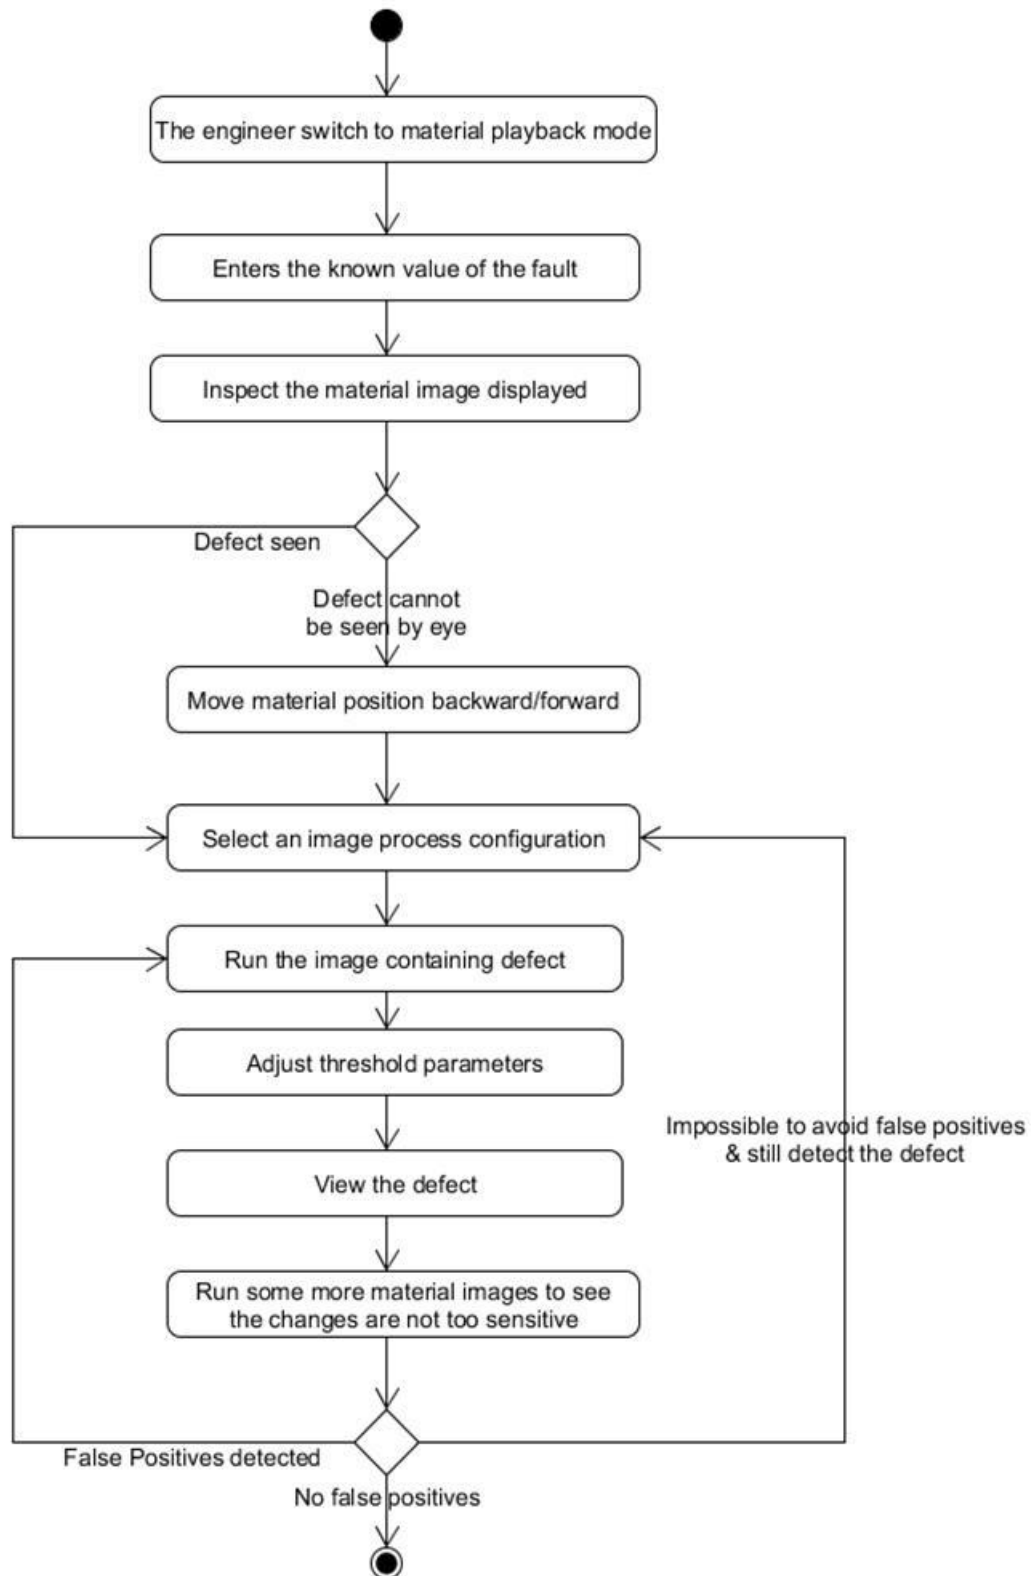 The engineer switch to material playback mode
Enters the known value of the fault
Inspect the material image displayed
Defect seen
Defect cannot
be seen by eye
Move material position backward/forward
Select an image process configuration
Run the image containing defect
Adjust threshold parameters
Impossible to avoid false positives
& still detect the defect
View the defect
Run some more material images to see
the changes are not too sensitive
False Positives detected
No false positives